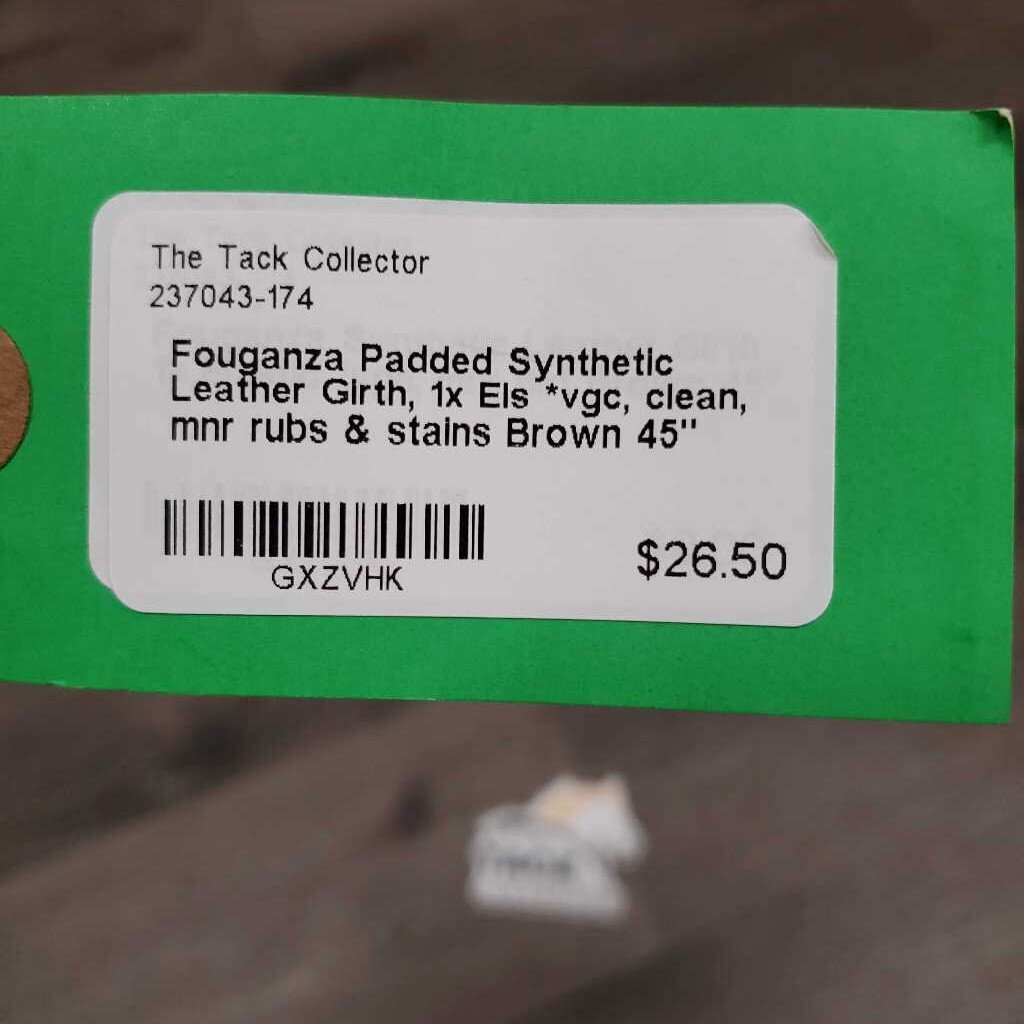 The Tack Collector
237043-174
Fouganza Padded Synthetic
Leather Girth, 1x Els *vgc, clean,
mnr rubs & stains Brown 45"
GXZVHK
$26.50